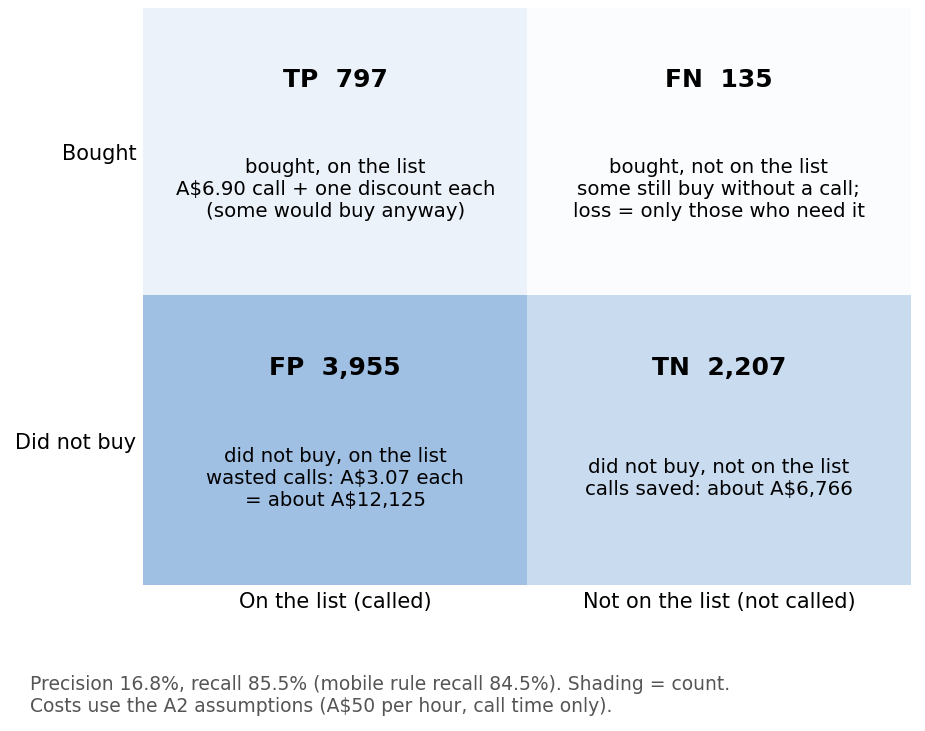 TP  797
FN  135
Bought
bought, on the list
A$6.90 call + one discount each
(some would buy anyway)
bought, not on the list
some still buy without a call;
loss = only those who need it
FP  3,955
TN  2,207
Did not buy
did not buy, on the list
wasted calls: A$3.07 each
= about A$12,125
did not buy, not on the list
calls saved: about A$6,766
On the list (called)
Not on the list (not called)
Precision 16.8%, recall 85.5% (mobile rule recall 84.5%). Shading = count.
Costs use the A2 assumptions (A$50 per hour, call time only).